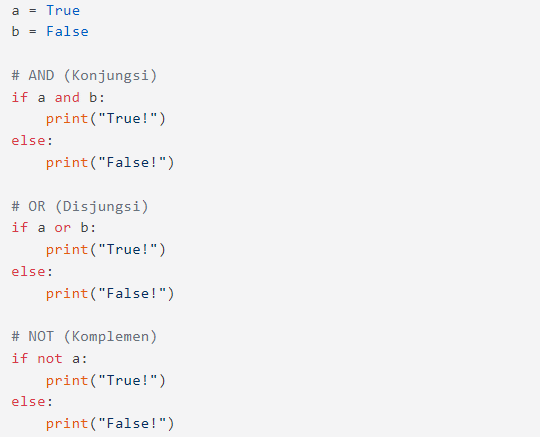 a = True
b = False
# AND (Konjungsi)
if a and b:
    print("True!")
else:
    print("False!")
# OR (Disjungsi)
if a or b:
    print("True!")
else:
    print("False!")
# NOT (Komplemen)
if not a:
    print("True!")
else:
    print("False!")